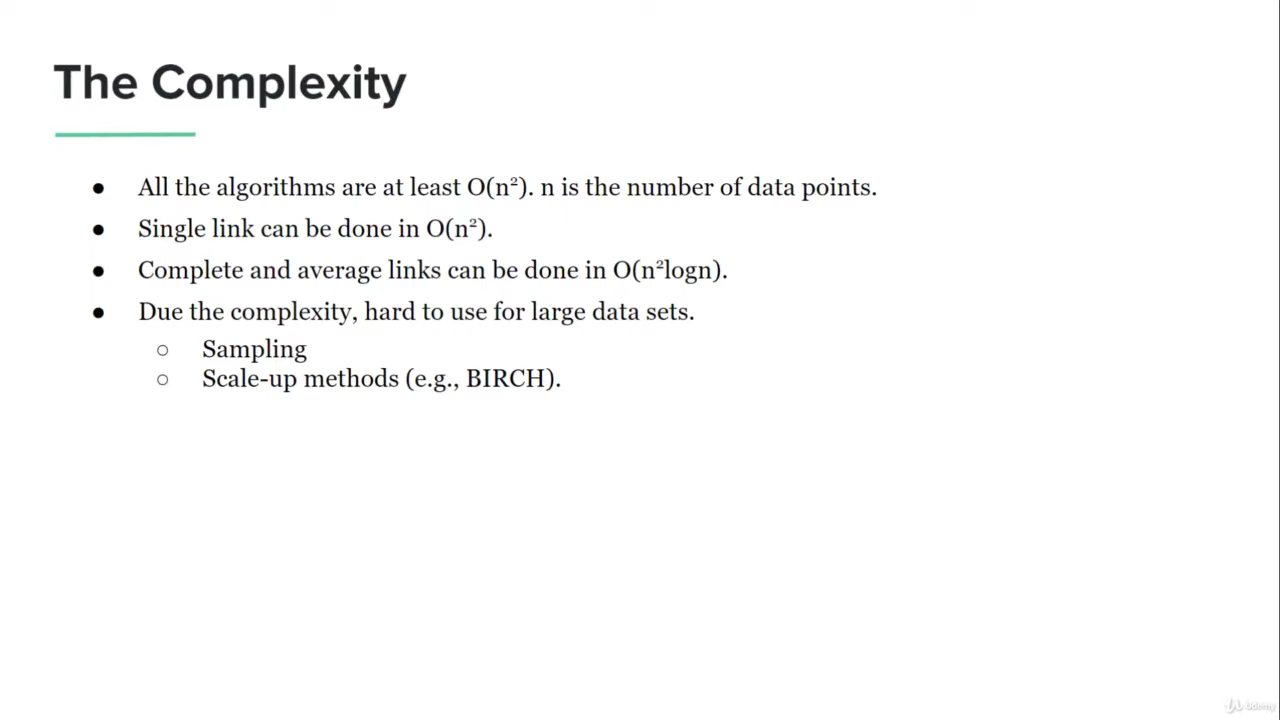 The Complexity
● All the algorithms are at least O(n²). n is the number of data points.
● Single link can be done in O(n²).
● Complete and average links can be done in O(n²logn).
● Due the complexity, hard to use for large data sets.
○ Sampling
○ Scale-up methods (e.g., BIRCH).
Udemy